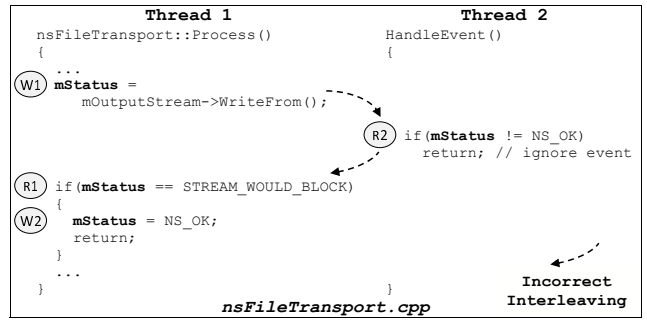 Thread 1
Thread 2
nsFileTransport::Process()
HandleEvent()
{
{
...
W1 mStatus =
mOutputStream->WriteFrom();
R2 if(mStatus != NS_OK)
return; // ignore event
R1 if(mStatus == STREAM_WOULD_BLOCK)
{
W2 mStatus = NS_OK;
return;
}
...
}
}
Incorrect
Interleaving
nsFileTransport.cpp